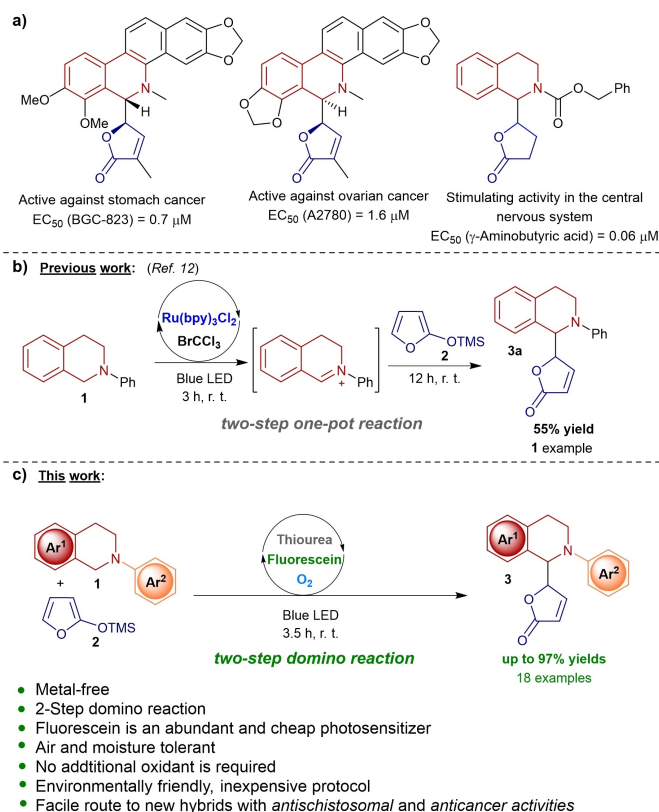 a)
O
O
N
MeO
H
OMe
O
O
Active against stomach cancer
EC50 (BGC-823) = 0.7 μM
O
O
N
O
O
H
O
O
Active against ovarian cancer
EC50 (A2780) = 1.6 μM
N
O
Ph
O
O
O
Stimulating activity in the central
nervous system
EC50 (γ-Aminobutyric acid) = 0.06 μM
b) Previous work: (Ref. 12)
N
Ph
1
Ru(bpy)3Cl2
BrCCl3
Blue LED
3 h, r. t.
N
+
Ph
O
OTMS
2
12 h, r. t.
two-step one-pot reaction
N
Ph
3a
O
O
55% yield
1 example
c) This work:
Ar1
N
1
Ar2
+
O
OTMS
2
Thiourea
Fluorescein
O2
Blue LED
3.5 h, r. t.
two-step domino reaction
Ar1
N
3
Ar2
O
O
up to 97% yields
18 examples
• Metal-free
• 2-Step domino reaction
• Fluorescein is an abundant and cheap photosensitizer
• Air and moisture tolerant
• No addtitional oxidant is required
• Environmentally friendly, inexpensive protocol
• Facile route to new hybrids with antischistosomal and anticancer activities